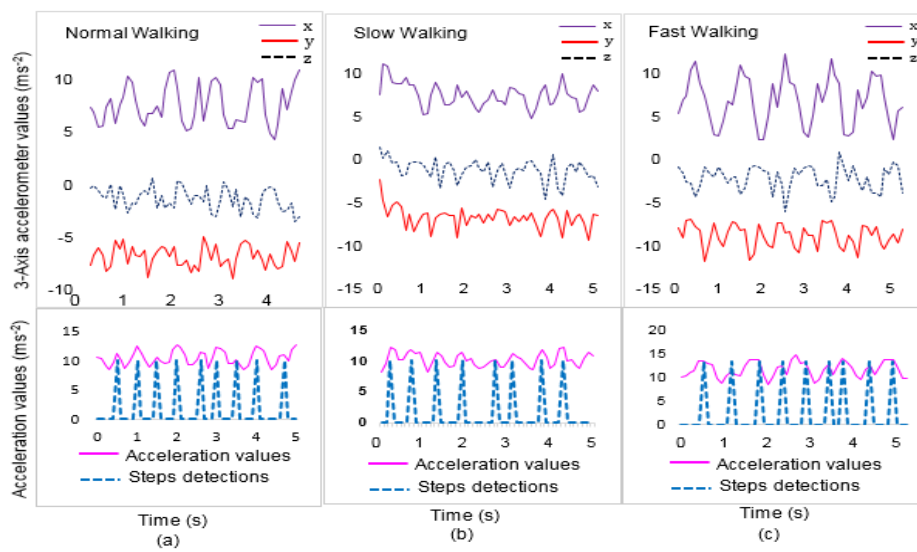 3-Axis accelerometer values (ms-2)
Normal Walking
x
y
z
10
5
0
-5
-10
0 1 2 3 4
Slow Walking
x
y
z
15
10
5
0
-5
-10
-15
0 1 2 3 4 5
Fast Walking
x
y
z
15
10
5
0
-5
-10
-15
0 1 2 3 4 5
Acceleration values (ms-2)
15
10
5
0
0 1 2 3 4 5
Acceleration values
Steps detections
Time (s)
(a)
15
10
5
0
0 1 2 3 4 5
Acceleration values
Steps detections
Time (s)
(b)
20
15
10
5
0
0 1 2 3 4 5
Acceleration values
Steps detections
Time (s)
(c)